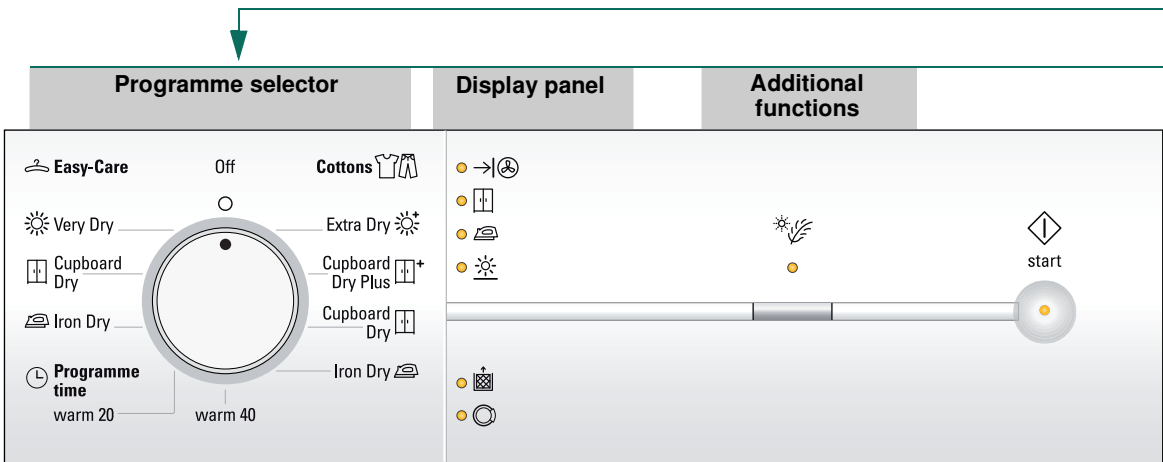 Programme selector
Display panel
Additional
functions
Easy-Care
Off
Cottons
Very Dry
Extra Dry
Cupboard
Dry
Cupboard
Dry Plus
Iron Dry
Cupboard
Dry
Programme
time
Iron Dry
warm 20
warm 40
start